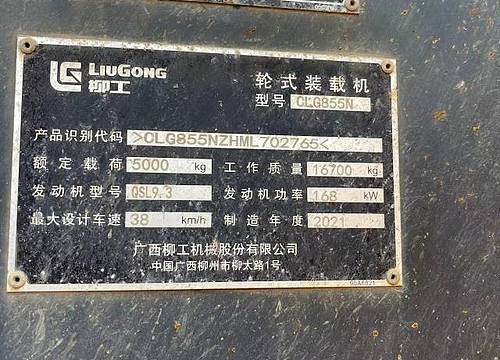 LIUGONG
柳工
轮式装载机
型号 CLG855N
产品识别代码 >CLG855NZHML702765<
额定载荷 5000 kg 工作质量 16700 kg
发动机型号 QSL9.3 发动机功率 168 kW
最大设计车速 38 km/h 制造年度 2021
广西柳工机械股份有限公司
中国广西柳州市柳太路1号